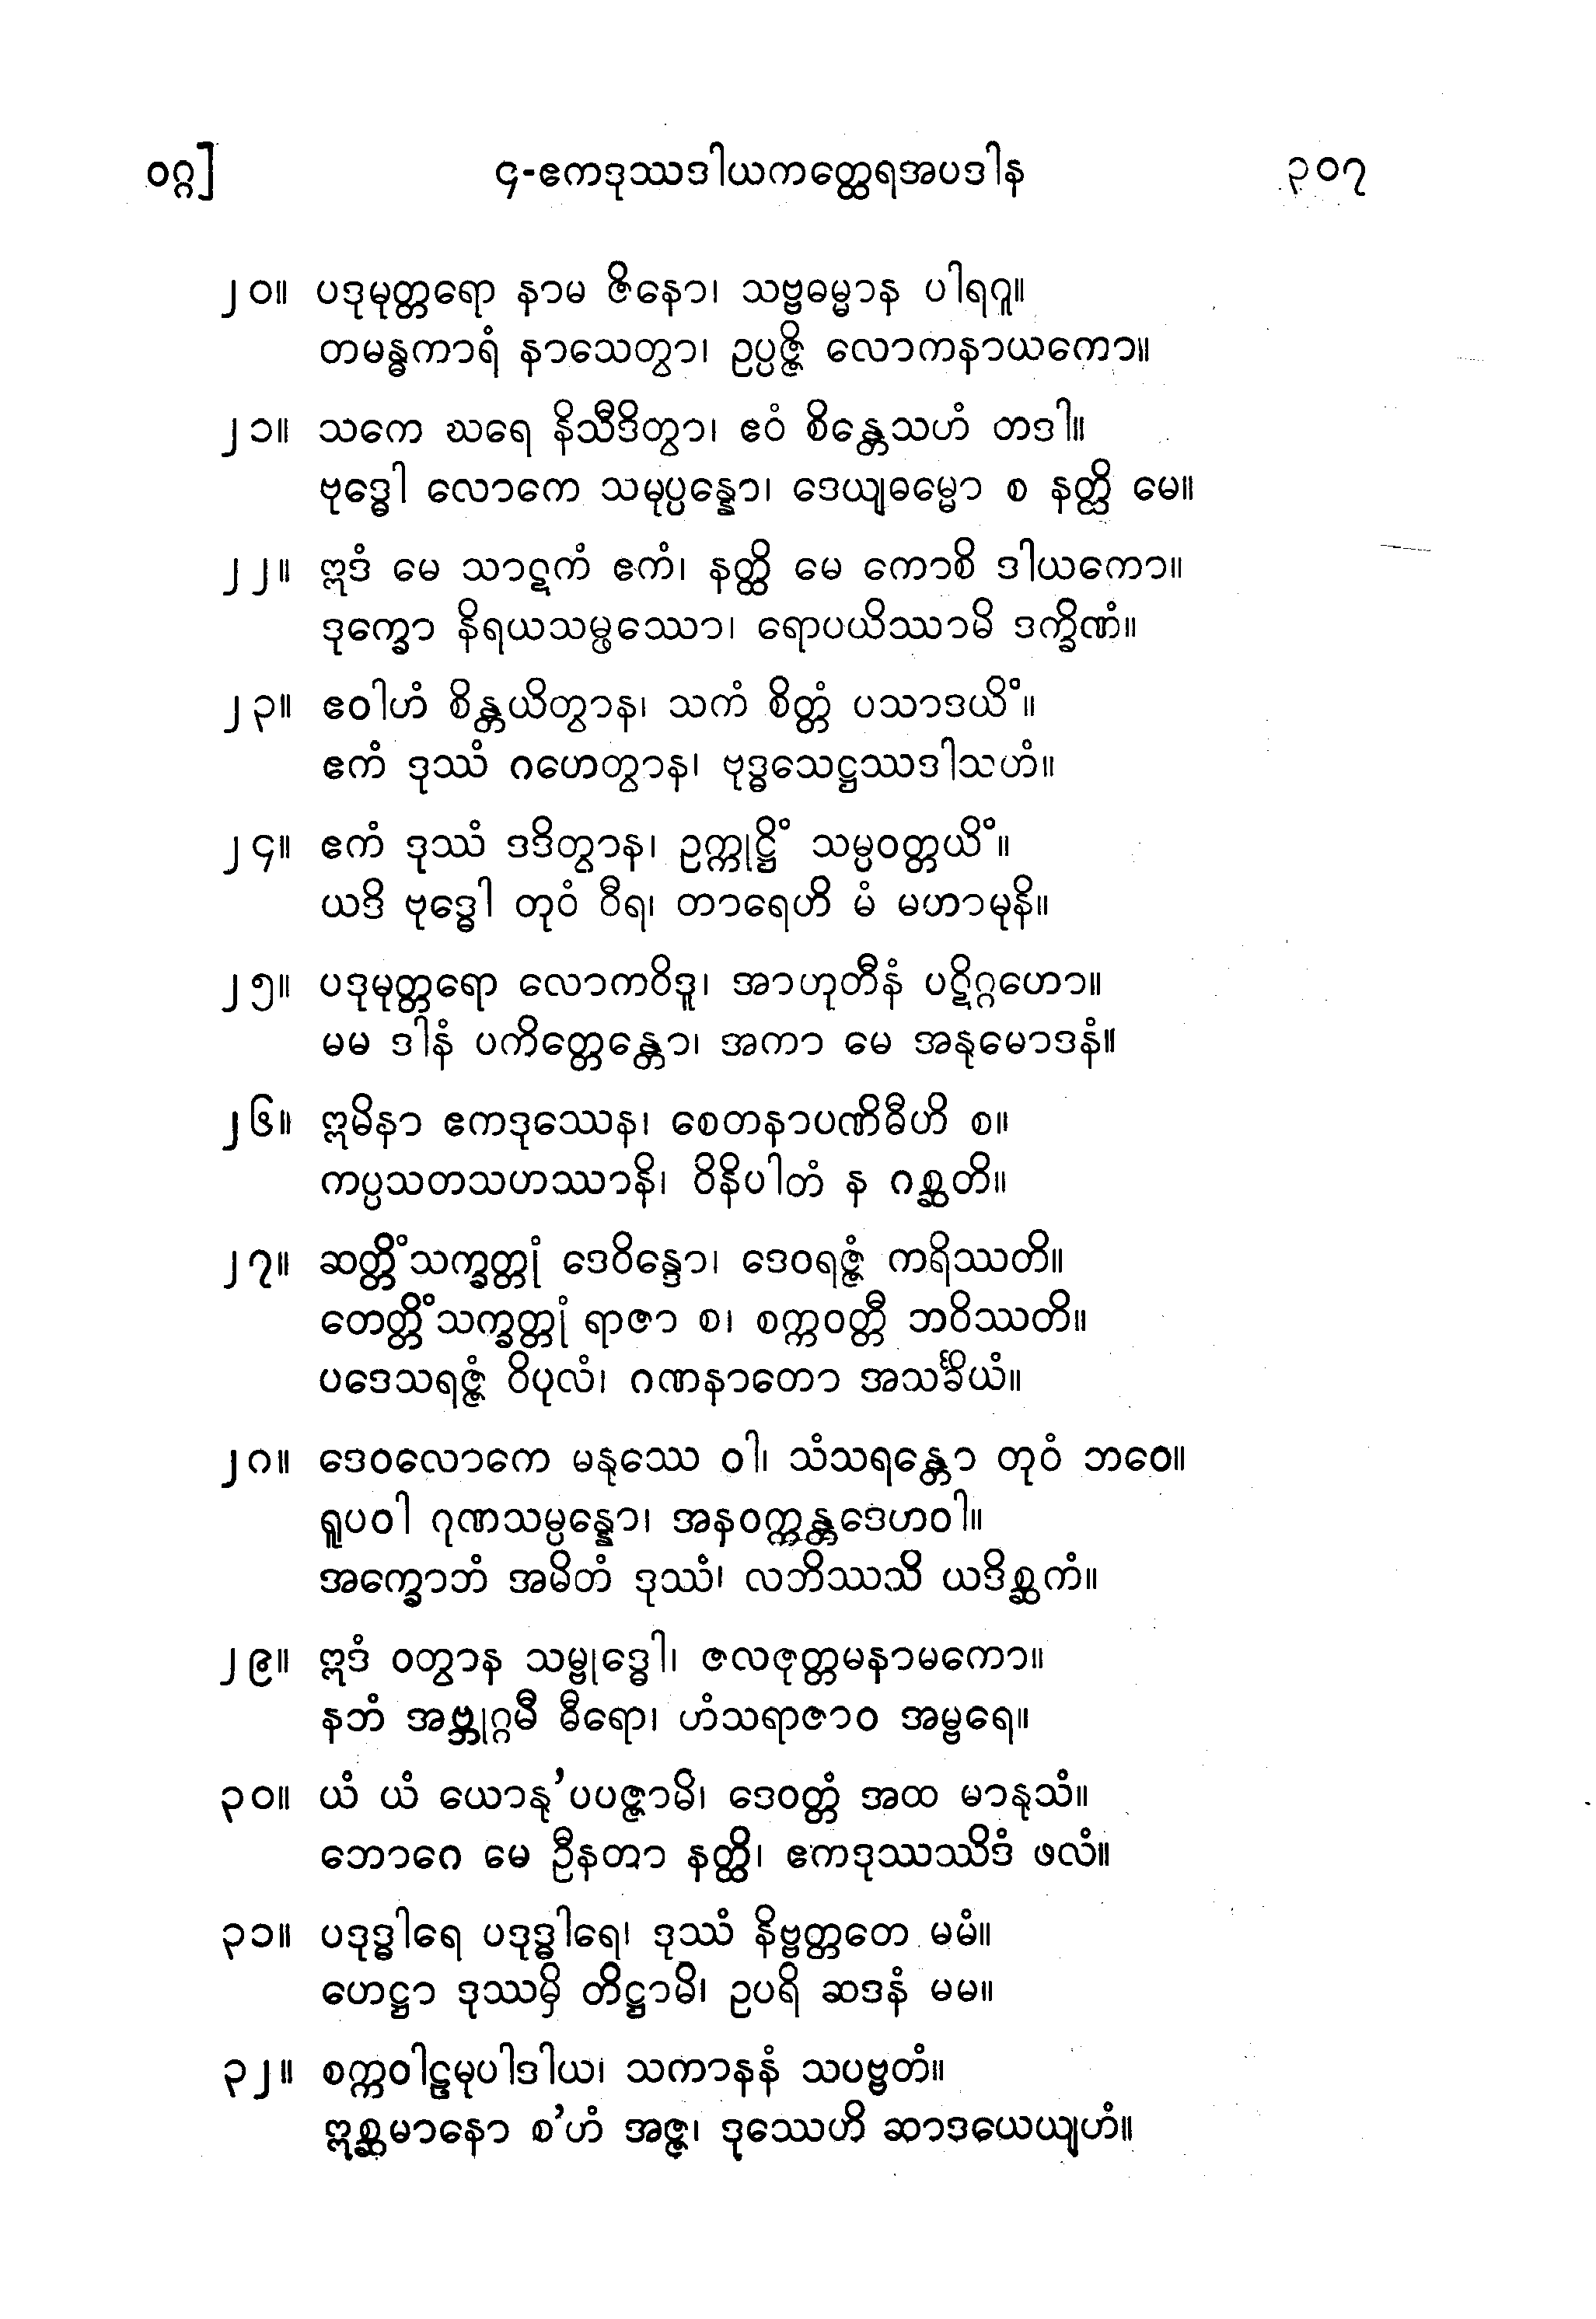 ဝဂ္ဂ]
၄-ဧကဒုဿဒါယကတ္ထေရအပဒါန
၃၀၇
၂၀။ ပဒုမုတ္တရော နာမ ဇိနော၊ သဗ္ဗဓမ္မာန ပါရဂူ။
တမန္ဓကာရံ နာသေတွာ၊ ဥပ္ပဇ္ဇိ လောကနာယကော။
၂၁။ သကေ ဃရေ နိသီဒိတွာ၊ ဧဝံ စိန္တေသဟံ တဒါ။
ဗုဒ္ဓေါ လောကေ သမုပ္ပန္နော၊ ဒေယျဓမ္မော စ နတ္ထိ မေ။
၂၂။ ဣဒံ မေ သာဋကံ ဧကံ၊ နတ္ထိ မေ ကောစိ ဒါယကော။
ဒုက္ခော နိရယသမ္ဖဿော၊ ရောပယိဿာမိ ဒက္ခိဏံ။
၂၃။ ဧဝါဟံ စိန္တယိတွာန၊ သကံ စိတ္တံ ပသာဒယိံ။
ဧကံ ဒုဿံ ဂဟေတွာန၊ ဗုဒ္ဓသေဋ္ဌဿဒါသဟံ။
၂၄။ ဧကံ ဒုဿံ ဒဒိတွာန၊ ဥက္ကုဋ္ဌိံ သမ္ပဝတ္တယိံ။
ယဒိ ဗုဒ္ဓေါ တုဝံ ဝီရ၊ တာရေဟိ မံ မဟာမုနိ။
၂၅။ ပဒုမုတ္တရော လောကဝိဒူ၊ အာဟုတီနံ ပဋိဂ္ဂဟော။
မမ ဒါနံ ပကိတ္တေန္တော၊ အကာ မေ အနုမောဒနံ။
၂၆။ ဣမိနာ ဧကဒုဿေန၊ စေတနာပဏိဓီဟိ စ။
ကပ္ပသတသဟဿာနိ၊ ဝိနိပါတံ န ဂစ္ဆတိ။
၂၇။ ဆတ္တိံသက္ခတ္တုံ ဒေဝိန္ဒော၊ ဒေဝရဇ္ဇံ ကရိဿတိ။
တေတ္တိံသက္ခတ္တုံ ရာဇာ စ၊ စက္ကဝတ္တီ ဘဝိဿတိ။
ပဒေသရဇ္ဇံ ဝိပုလံ၊ ဂဏနာတော အသင်္ခိယံ။
၂၈။ ဒေဝလောကေ မနုဿေ ဝါ၊ သံသရန္တော တုဝံ ဘဝေ။
ရူပဝါ ဂုဏသမ္ပန္နော၊ အနဝက္ကန္တဒေဟဝါ။
အက္ခောဘံ အမိတံ ဒုဿံ၊ လဘိဿသိ ယဒိစ္ဆကံ။
၂၉။ ဣဒံ ဝတွာန သမ္ဗုဒ္ဓေါ၊ ဇလဇုတ္တမနာမကော။
နဘံ အဗ္ဘုဂ္ဂမီ ဓီရော၊ ဟံသရာဇာဝ အမ္ဗရေ။
၃၀။ ယံ ယံ ယောနု’ပပဇ္ဇာမိ၊ ဒေဝတ္တံ အထ မာနုသံ။
ဘောဂေ မေ ဦနတာ နတ္ထိ၊ ဧကဒုဿဿိဒံ ဖလံ။
၃၁။ ပဒုဒ္ဓါရေ ပဒုဒ္ဓါရေ၊ ဒုဿံ နိဗ္ဗတ္တတေ မမံ။
ဟေဋ္ဌာ ဒုဿမှိ တိဋ္ဌာမိ၊ ဥပရိ ဆဒနံ မမ။
၃၂။ စက္ကဝါဠမုပါဒါယ၊ သကာနနံ သပဗ္ဗတံ။
ဣစ္ဆမာနော စ’ဟံ အဇ္ဇ၊ ဒုဿေဟိ ဆာဒယေယျဟံ။